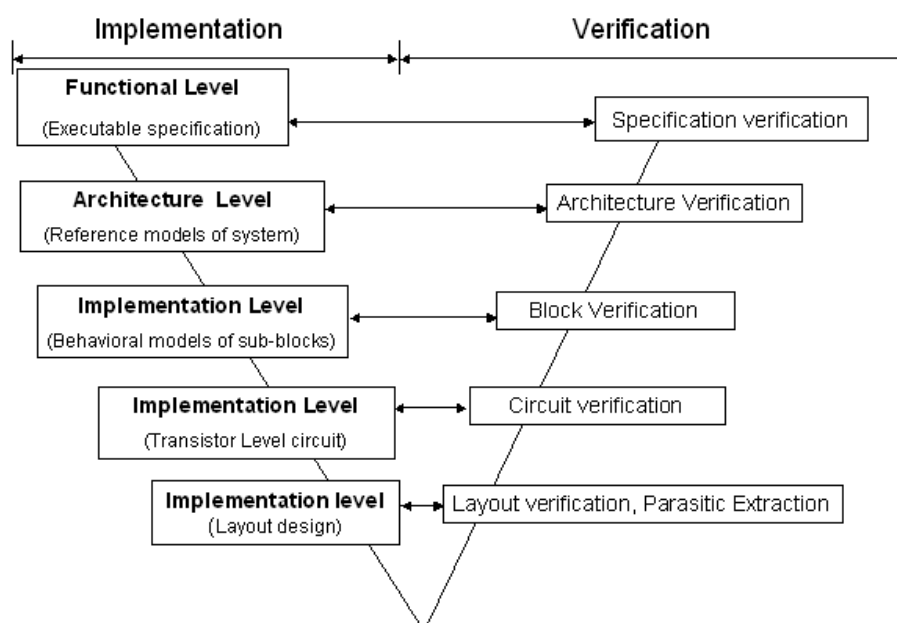 Implementation
Verification
Functional Level
(Executable specification)
Specification verification
Architecture Level
(Reference models of system)
Architecture Verification
Implementation Level
(Behavioral models of sub-blocks)
Block Verification
Implementation Level
(Transistor Level circuit)
Circuit verification
Implementation level
(Layout design)
Layout verification, Parasitic Extraction